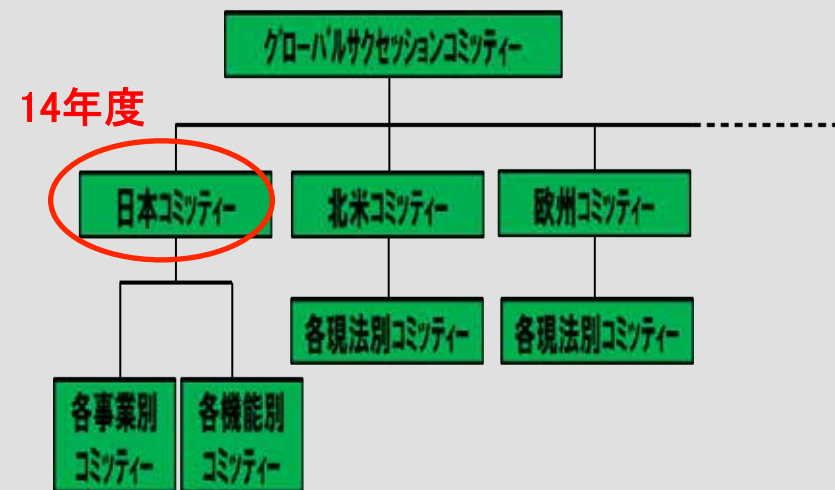 グローバルサクセッションコミッティー
14年度
日本コミッティー
北米コミッティー
欧州コミッティー
各現法別コミッティー
各現法別コミッティー
各事業別
コミッティー
各機能別
コミッティー